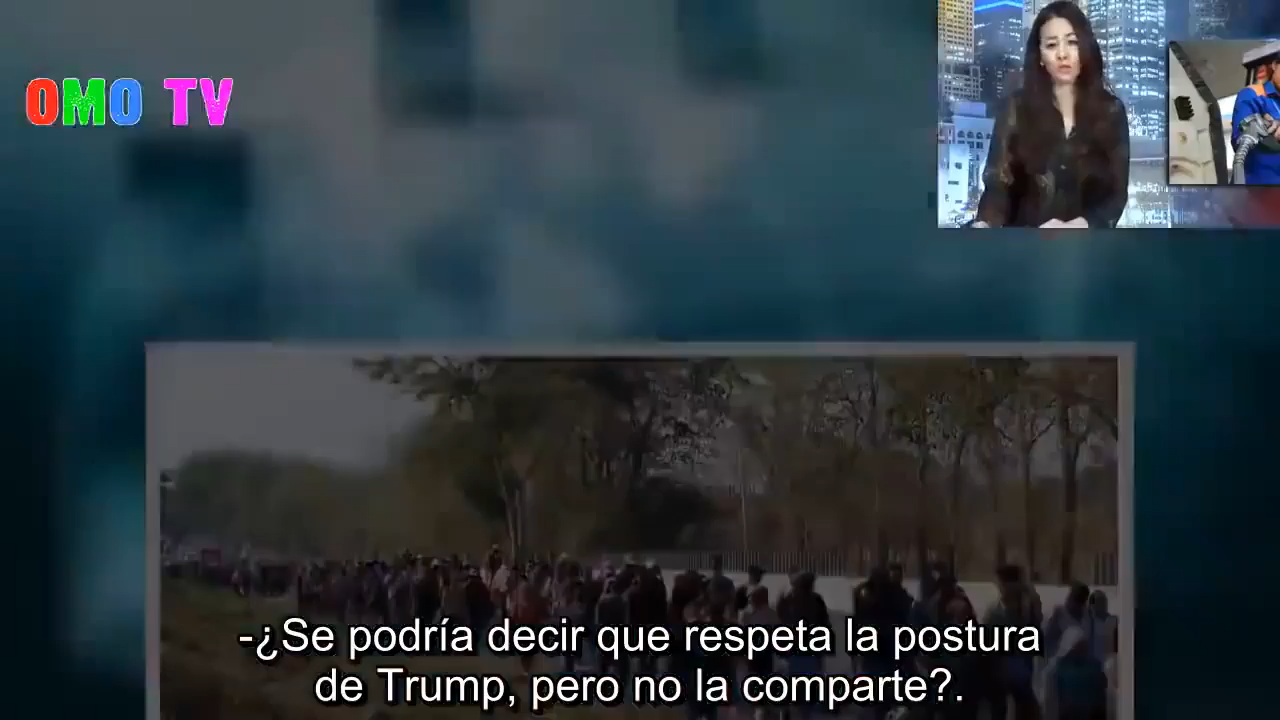 OMO TV
-¿Se podría decir que respeta la postura
de Trump, pero no la comparte?.